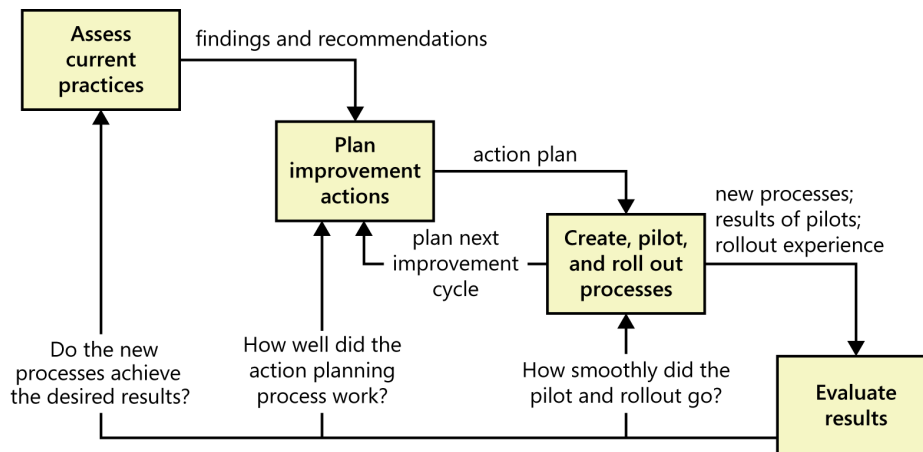 Assess
current
practices
findings and recommendations
Plan
improvement
actions
action plan
Create, pilot,
and roll out
processes
new processes;
results of pilots;
rollout experience
plan next
improvement
cycle
Do the new
processes achieve
the desired results?
How well did the
action planning
process work?
How smoothly did the
pilot and rollout go?
Evaluate
results